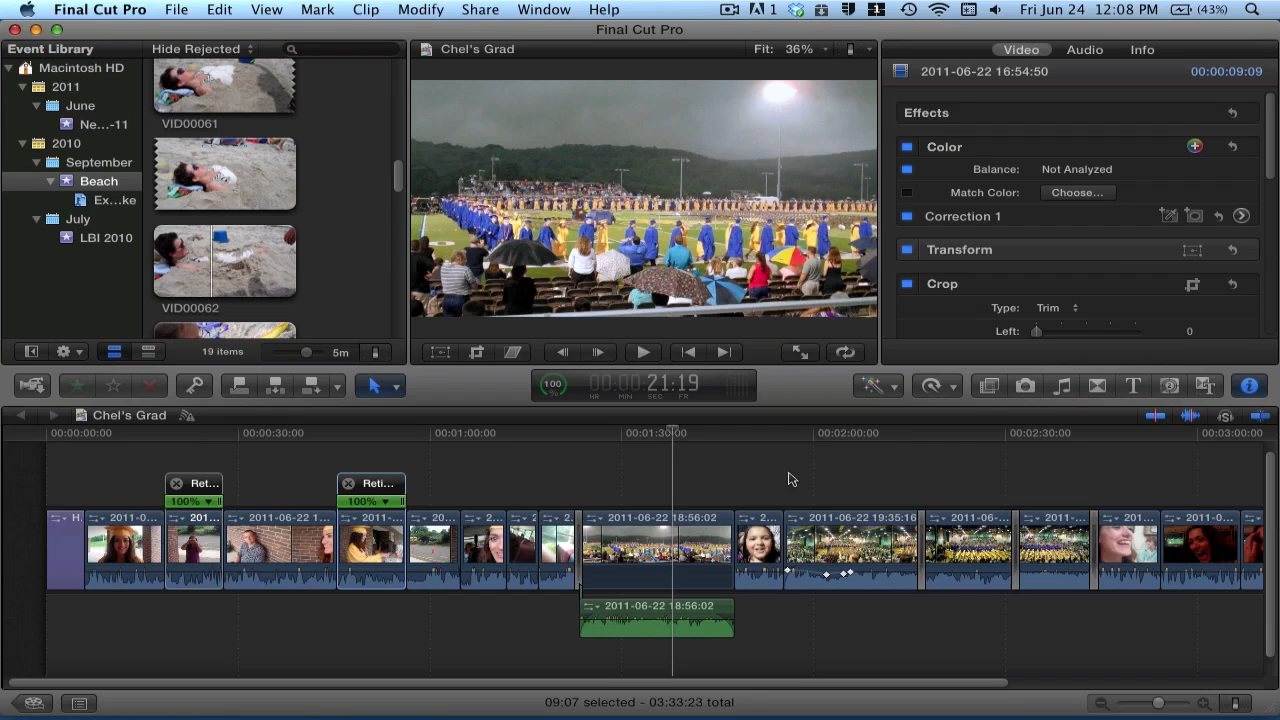 Final Cut Pro File Edit View Mark Clip Modify Share Window Help 1 1 Fri Jun 24 12:08 PM (43%)
Final Cut Pro
Event Library Hide Rejected Chel's Grad Fit: 36% Video Audio Info
Macintosh HD
2011
June
Ne...-11
2010
September
Beach
Ex...ke
July
LBI 2010
VID00061
VID00062
19 items 5m
2011-06-22 16:54:50 00:00:09:09
Effects
Color
Balance: Not Analyzed
Match Color: Choose...
Correction 1
Transform
Crop
Type: Trim
Left: 0
100 % 00:00:21:19
HR MIN SEC FR
Chel's Grad
00:00:00:00 00:00:30:00 00:01:00:00 00:01:30:00 00:02:00:00 00:02:30:00 00:03:00:00
Ret... Reti...
100% 100%
H. 2011-0... 201... 2011-06-22 1... 2011-... 20... 2... 2 2... 2011-06-22 18:56:02 2... 2011-06-22 19:35:16 2011-06-... 2011-0... 201... 2011-0...
2011-06-22 18:56:02
09:07 selected - 03:33:23 total